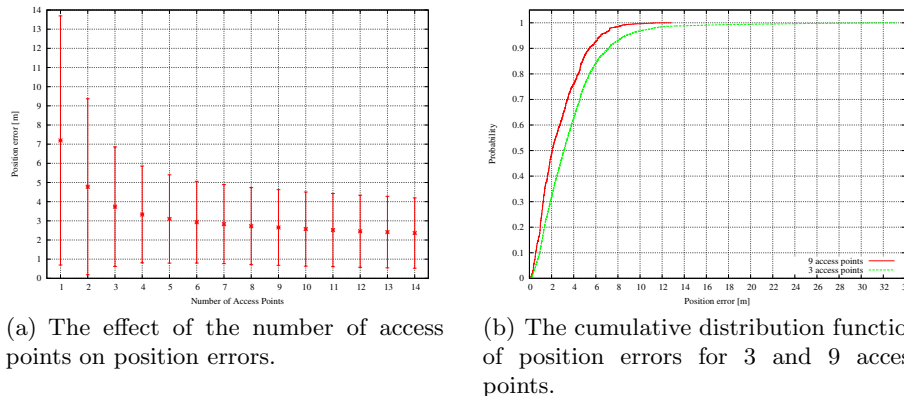 14
13
12
11
10
9
8
7
6
5
4
3
2
1
0
Position error [m]
1 2 3 4 5 6 7 8 9 10 11 12 13 14
Number of Access Points
(a) The effect of the number of access
points on position errors.
1
0.9
0.8
0.7
0.6
0.5
0.4
0.3
0.2
0.1
0
Probability
9 access points
3 access points
0 2 4 6 8 10 12 14 16 18 20 22 24 26 28 30 32 3
Position error [m]
(b) The cumulative distribution functio
of position errors for 3 and 9 acces
points.